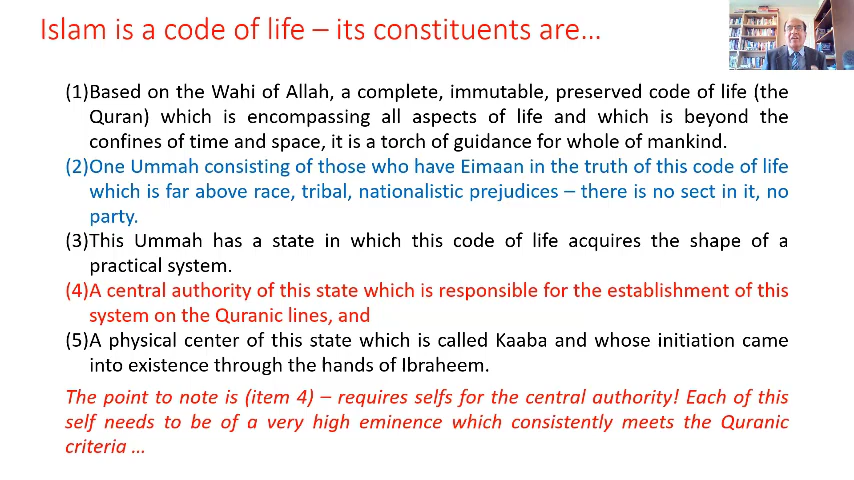 Islam is a code of life – its constituents are…
(1)Based on the Wahi of Allah, a complete, immutable, preserved code of life (the
Quran) which is encompassing all aspects of life and which is beyond the
confines of time and space, it is a torch of guidance for whole of mankind.
(2)One Ummah consisting of those who have Eimaan in the truth of this code of life
which is far above race, tribal, nationalistic prejudices – there is no sect in it, no
party.
(3)This Ummah has a state in which this code of life acquires the shape of a
practical system.
(4)A central authority of this state which is responsible for the establishment of this
system on the Quranic lines, and
(5)A physical center of this state which is called Kaaba and whose initiation came
into existence through the hands of Ibraheem.
The point to note is (item 4) – requires selfs for the central authority! Each of this
self needs to be of a very high eminence which consistently meets the Quranic
criteria …